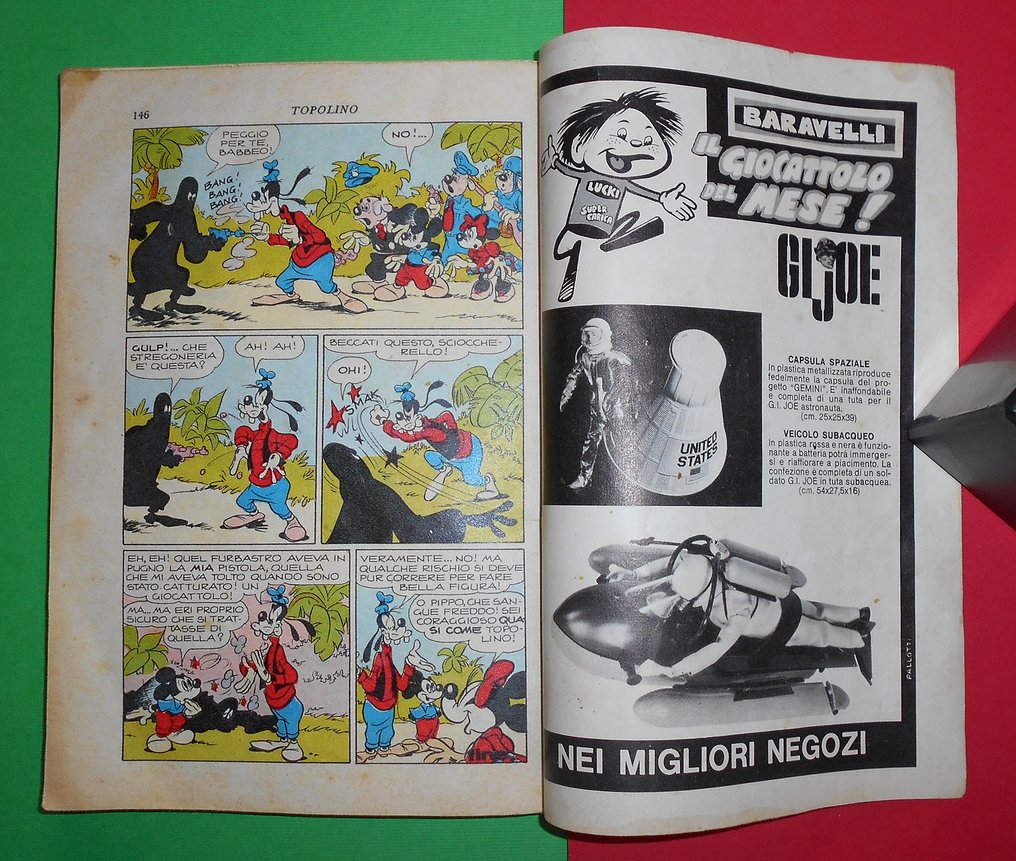 146
TOPOLINO
PEGGIO
PER TE,
BABBEO!
BANG!
BANG!
BANG!
NO!...
GULP!... CHE
STREGONERIA
E' QUESTA?
AH! AH!
BECCATI QUESTO, SCIOCCHE-
RELLO!
OHI!
SMAK
EH, EH! QUEL FURBASTRO AVEVA IN
PUGNO LA MIA PISTOLA, QUELLA
CHE MI AVEVA TOLTO QUANDO SONO
STATO CATTURATO! UN
GIOCATTOLO!
MA... MA ERI PROPRIO
SICURO CHE SI TRAT-
TASSE DI
QUELLA?
VERAMENTE... NO! MA
QUALCHE RISCHIO SI DEVE
PUR CORRERE PER FARE
BELLA FIGURA!
O PIPPO, CHE SAN-
GUE FREDDO! SEI
CORAGGIOSO QUA
SI COME TOPO-
LINO!
BARAVELLI
IL GIOCATTOLO
DEL MESE!
LUCKI
SUPER
CARICA
GIJOE
CAPSULA SPAZIALE
In plastica metallizzata riproduce
fedelmente la capsula del pro-
getto "GEMINI". E' inaffondabile
e completa di una tuta per il
G.I. JOE astronauta.
(cm. 25x25x39)
VEICOLO SUBACQUEO
In plastica rossa e nera è funzio-
nante a batteria potrà immerger-
si e riaffiorare a piacimento. La
confezione è completa di un sol-
dato G.I. JOE in tuta subacquea.
(cm. 54x27,5x16)
UNITED
STATES
PALLOTTI
NEI MIGLIORI NEGOZI